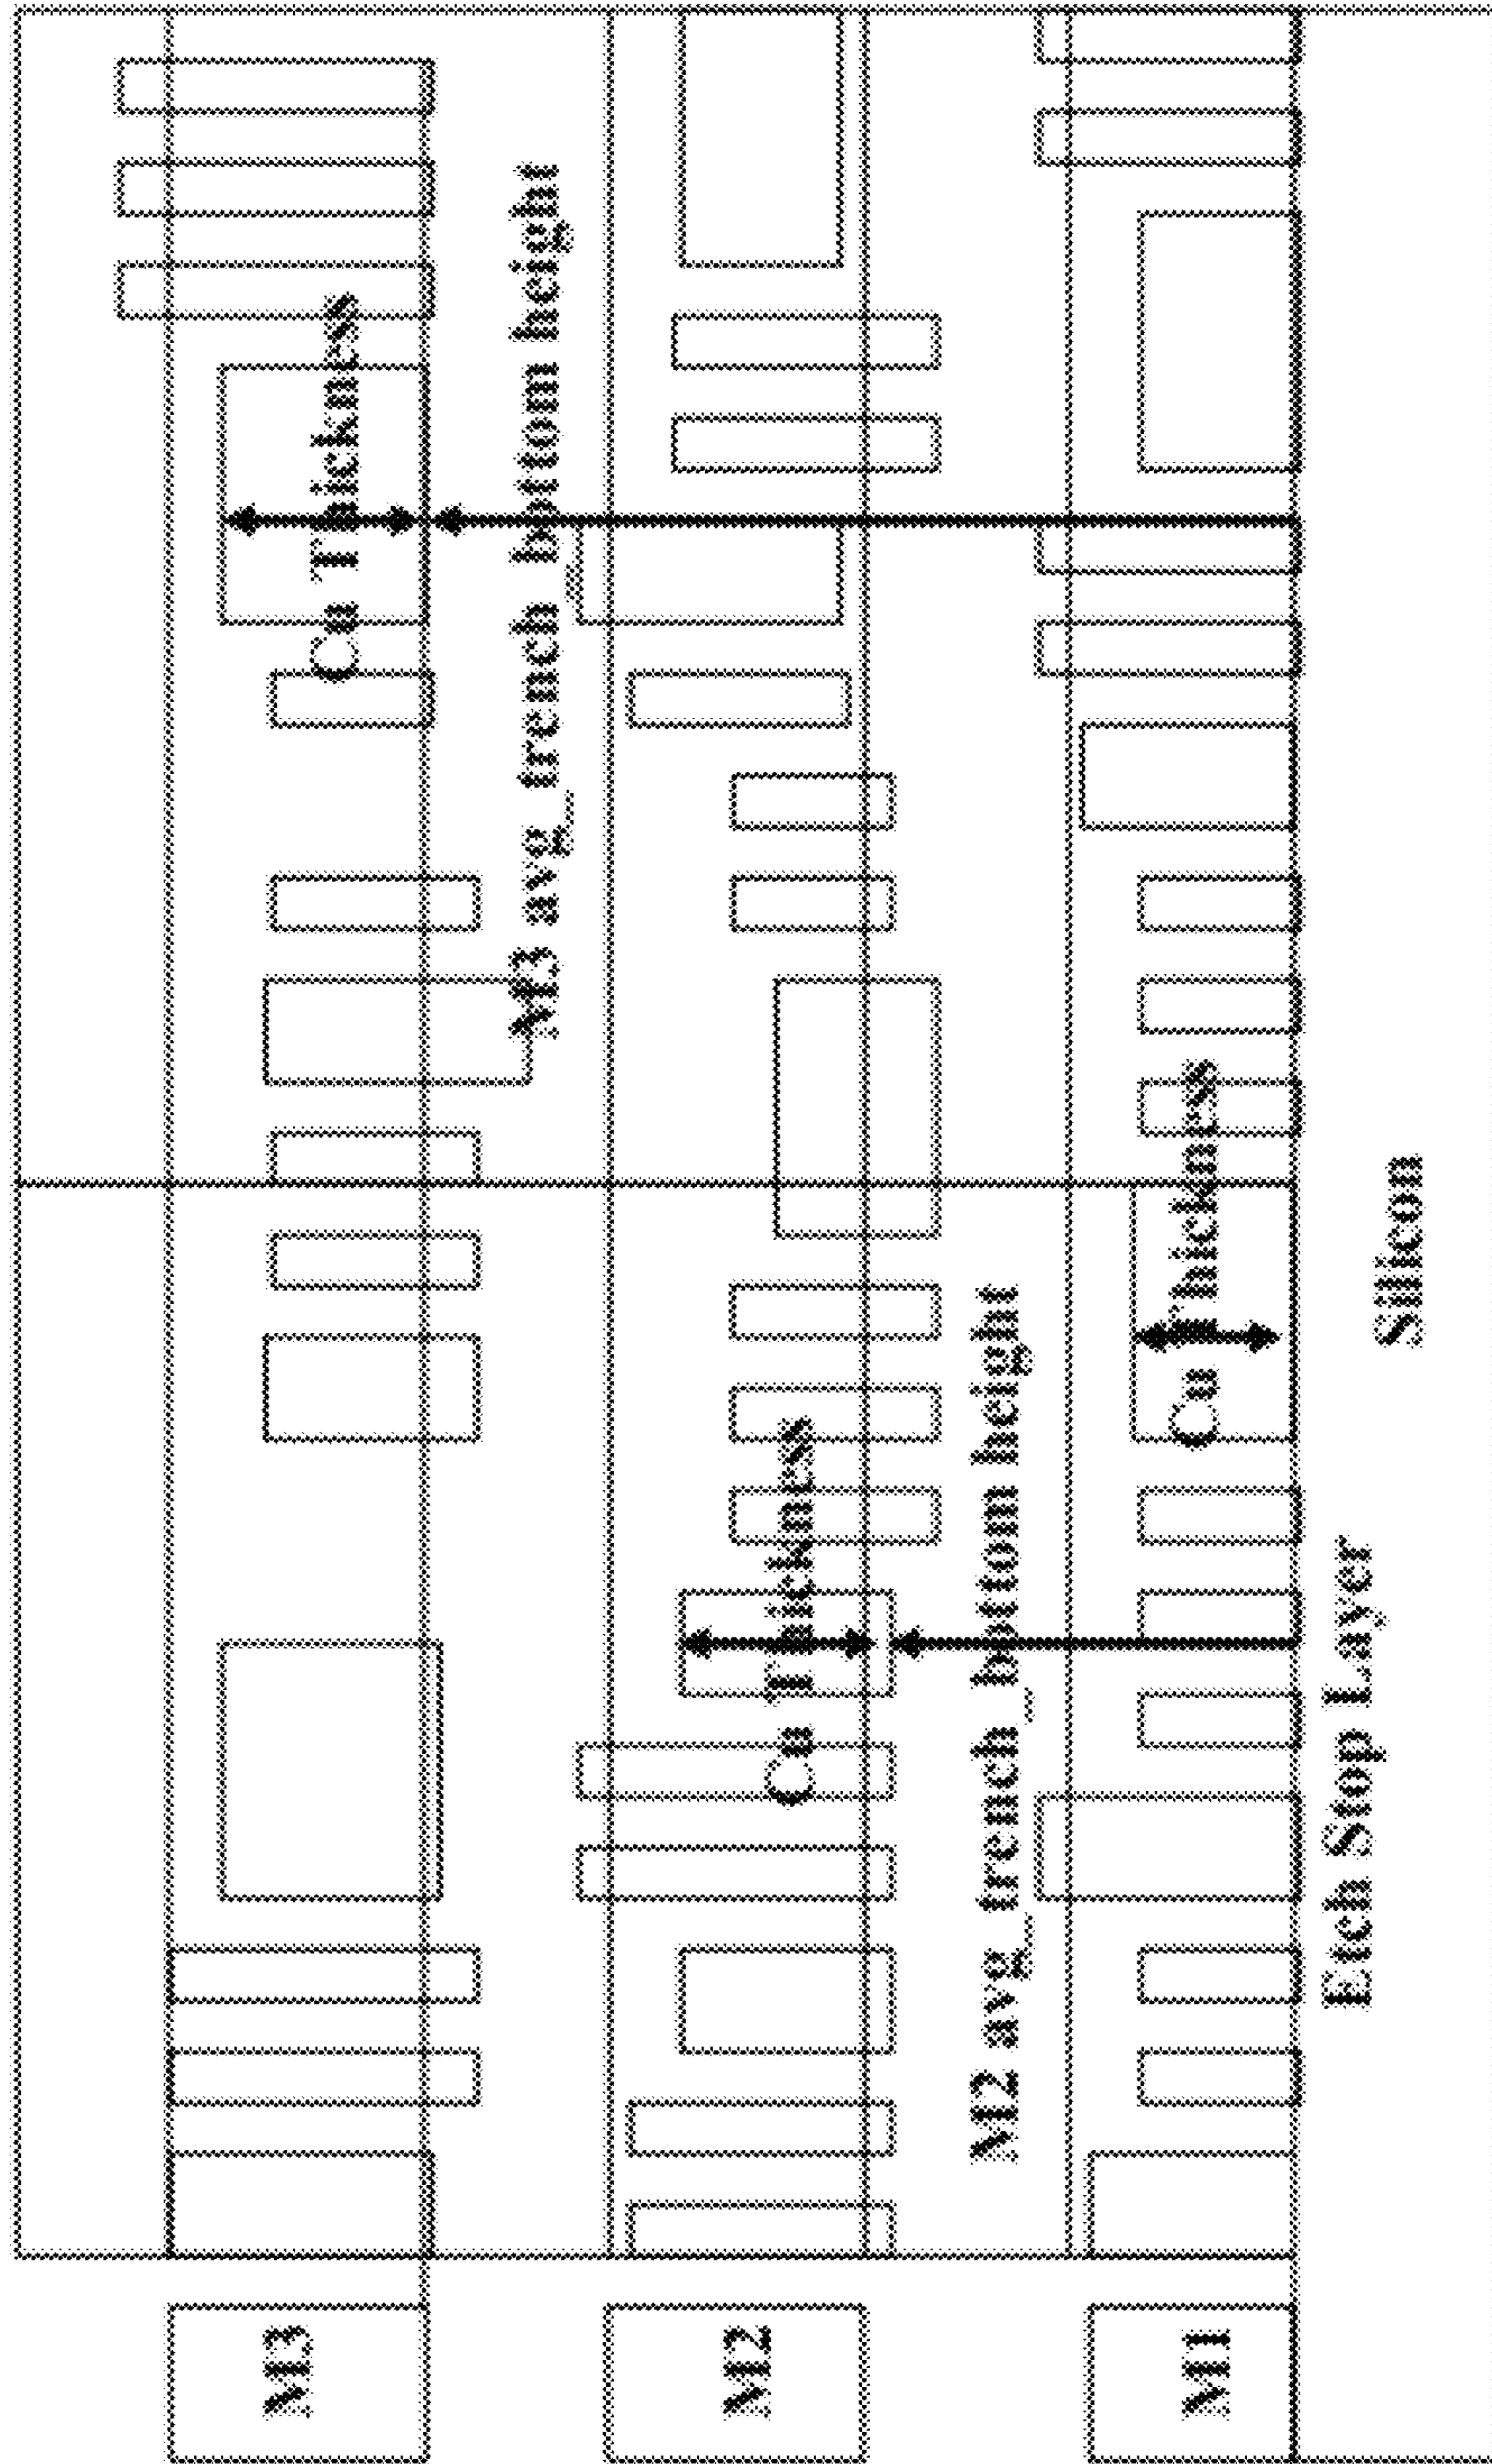 M3
Cu Thickness
M3 avg_trench_bottom height
M2
Cu Thickness
M2 avg_trench_bottom height
M1
Cu Thickness
Etch Stop Layer
Silicon